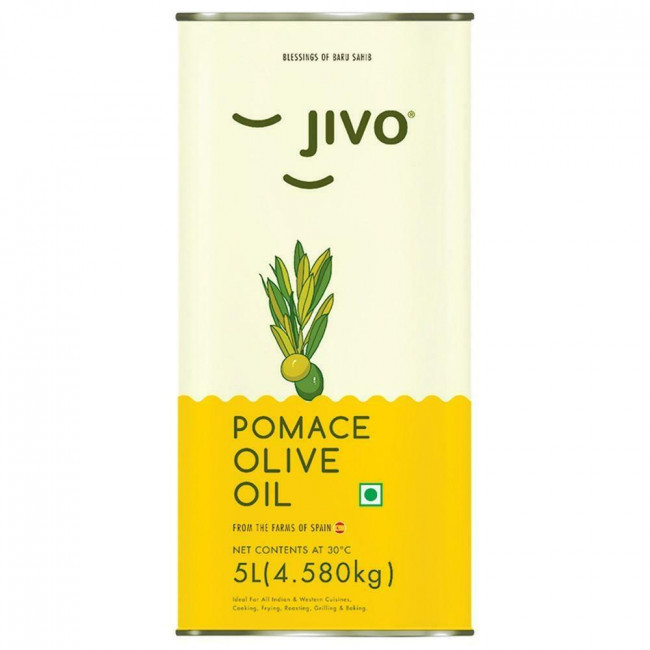 BLESSINGS OF BARU SAHIB
JIVO®
POMACE
OLIVE
OIL
FROM THE FARMS OF SPAIN
NET CONTENTS AT 30°C
5L(4.580kg)
Ideal For All Indian & Western Cuisines,
Cooking, Frying, Roasting, Grilling & Baking